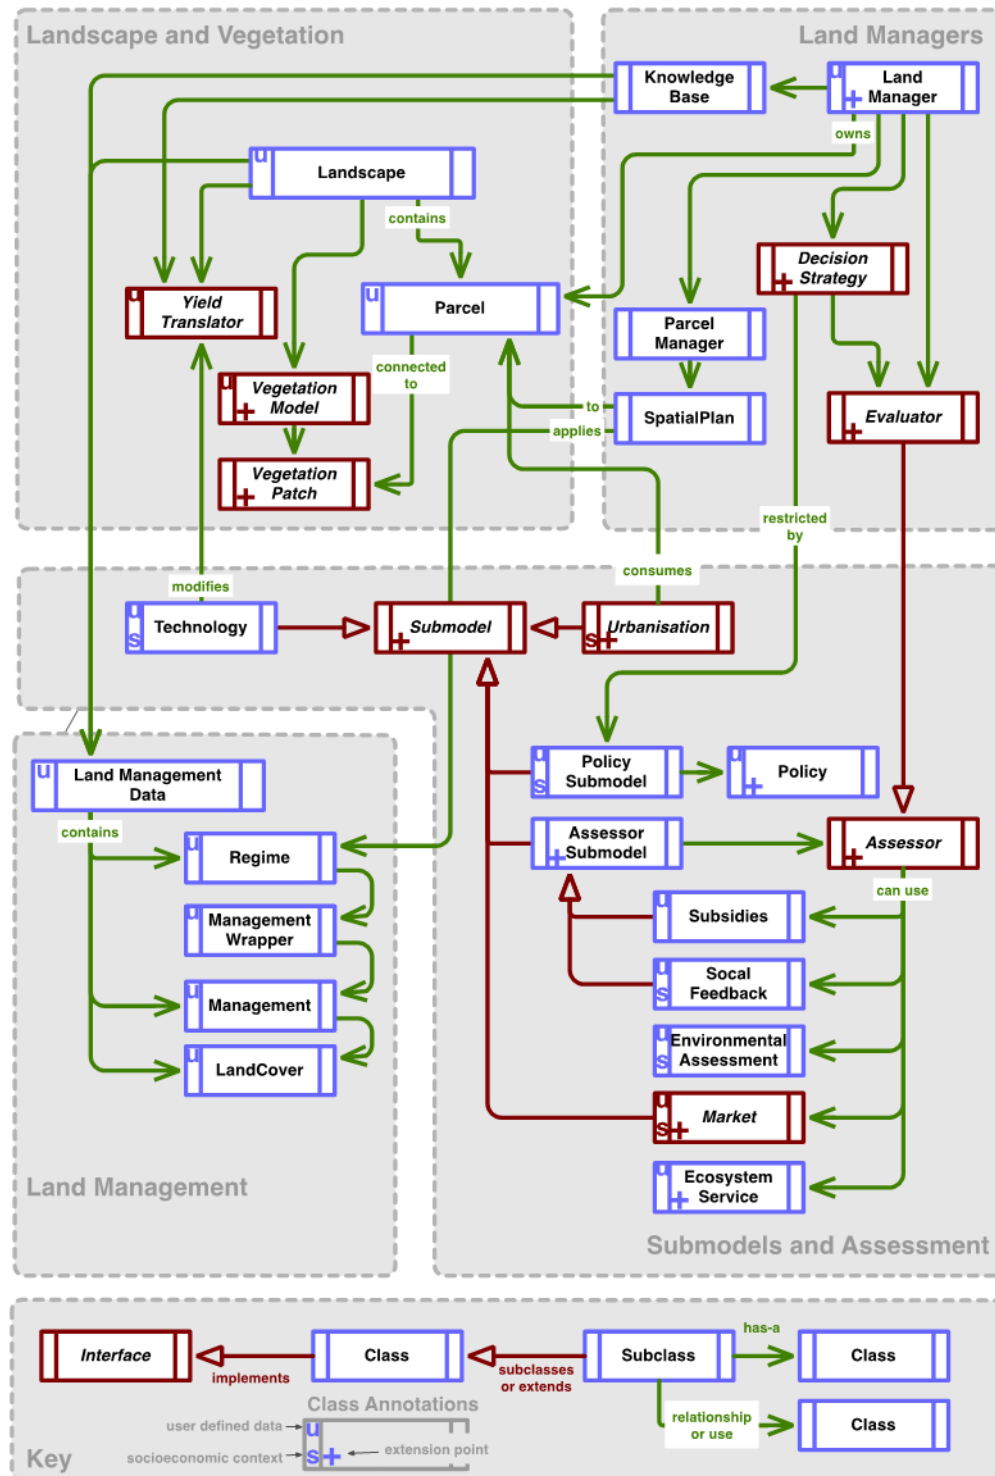 Landscape and Vegetation
Land Managers
Knowledge
Base
u
+
Land
Manager
owns
u
Landscape
contains
Decision
Strategy
+
u
Yield
Translator
u
Parcel
Parcel
Manager
connected
to
u
+
Vegetation
Model
to
SpatialPlan
applies
+
Evaluator
+
Vegetation
Patch
restricted
by
modifies
consumes
u
s
Technology
+
Submodel
s+
Urbanisation
u
s
Policy
Submodel
u
+
Policy
u
Land Management
Data
contains
u
Regime
+
Assessor
Submodel
+
Assessor
can use
Management
Wrapper
u
Subsidies
u
s
Socal
Feedback
u
Management
u
s
Environmental
Assessment
u
LandCover
u
s+
Market
u
+
Ecosystem
Service
Land Management
Submodels and Assessment
Interface
implements
Class
subclasses
or extends
Subclass
has-a
Class
relationship
or use
Class
Class Annotations
user defined data
u
socioeconomic context
s+
extension point
Key